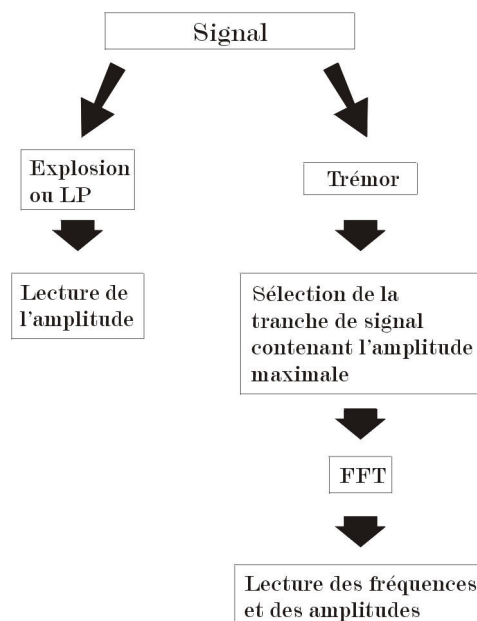 Signal
Explosion
ou LP
Trémor
Lecture de
l'amplitude
Sélection de la
tranche de signal
contenant l'amplitude
maximale
FFT
Lecture des fréquences
et des amplitudes